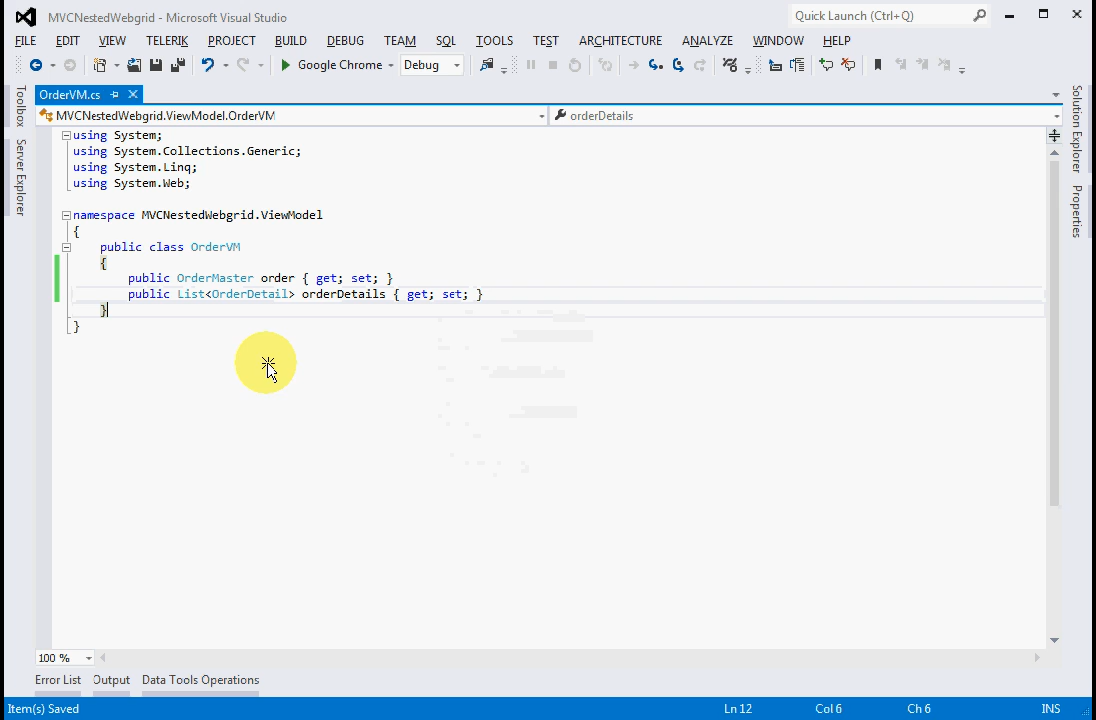 MVCNestedWebgrid - Microsoft Visual Studio
Quick Launch (Ctrl+Q)
FILE EDIT VIEW TELERIK PROJECT BUILD DEBUG TEAM SQL TOOLS TEST ARCHITECTURE ANALYZE WINDOW HELP
Google Chrome Debug
Toolbox
Server Explorer
OrderVM.cs
MVCNestedWebgrid.ViewModel.OrderVM orderDetails
using System;
using System.Collections.Generic;
using System.Linq;
using System.Web;
namespace MVCNestedWebgrid.ViewModel
{
public class OrderVM
{
public OrderMaster order { get; set; }
public List<OrderDetail> orderDetails { get; set; }
}
}
Solution Explorer
Properties
100 %
Error List Output Data Tools Operations
Item(s) Saved Ln 12 Col 6 Ch 6 INS